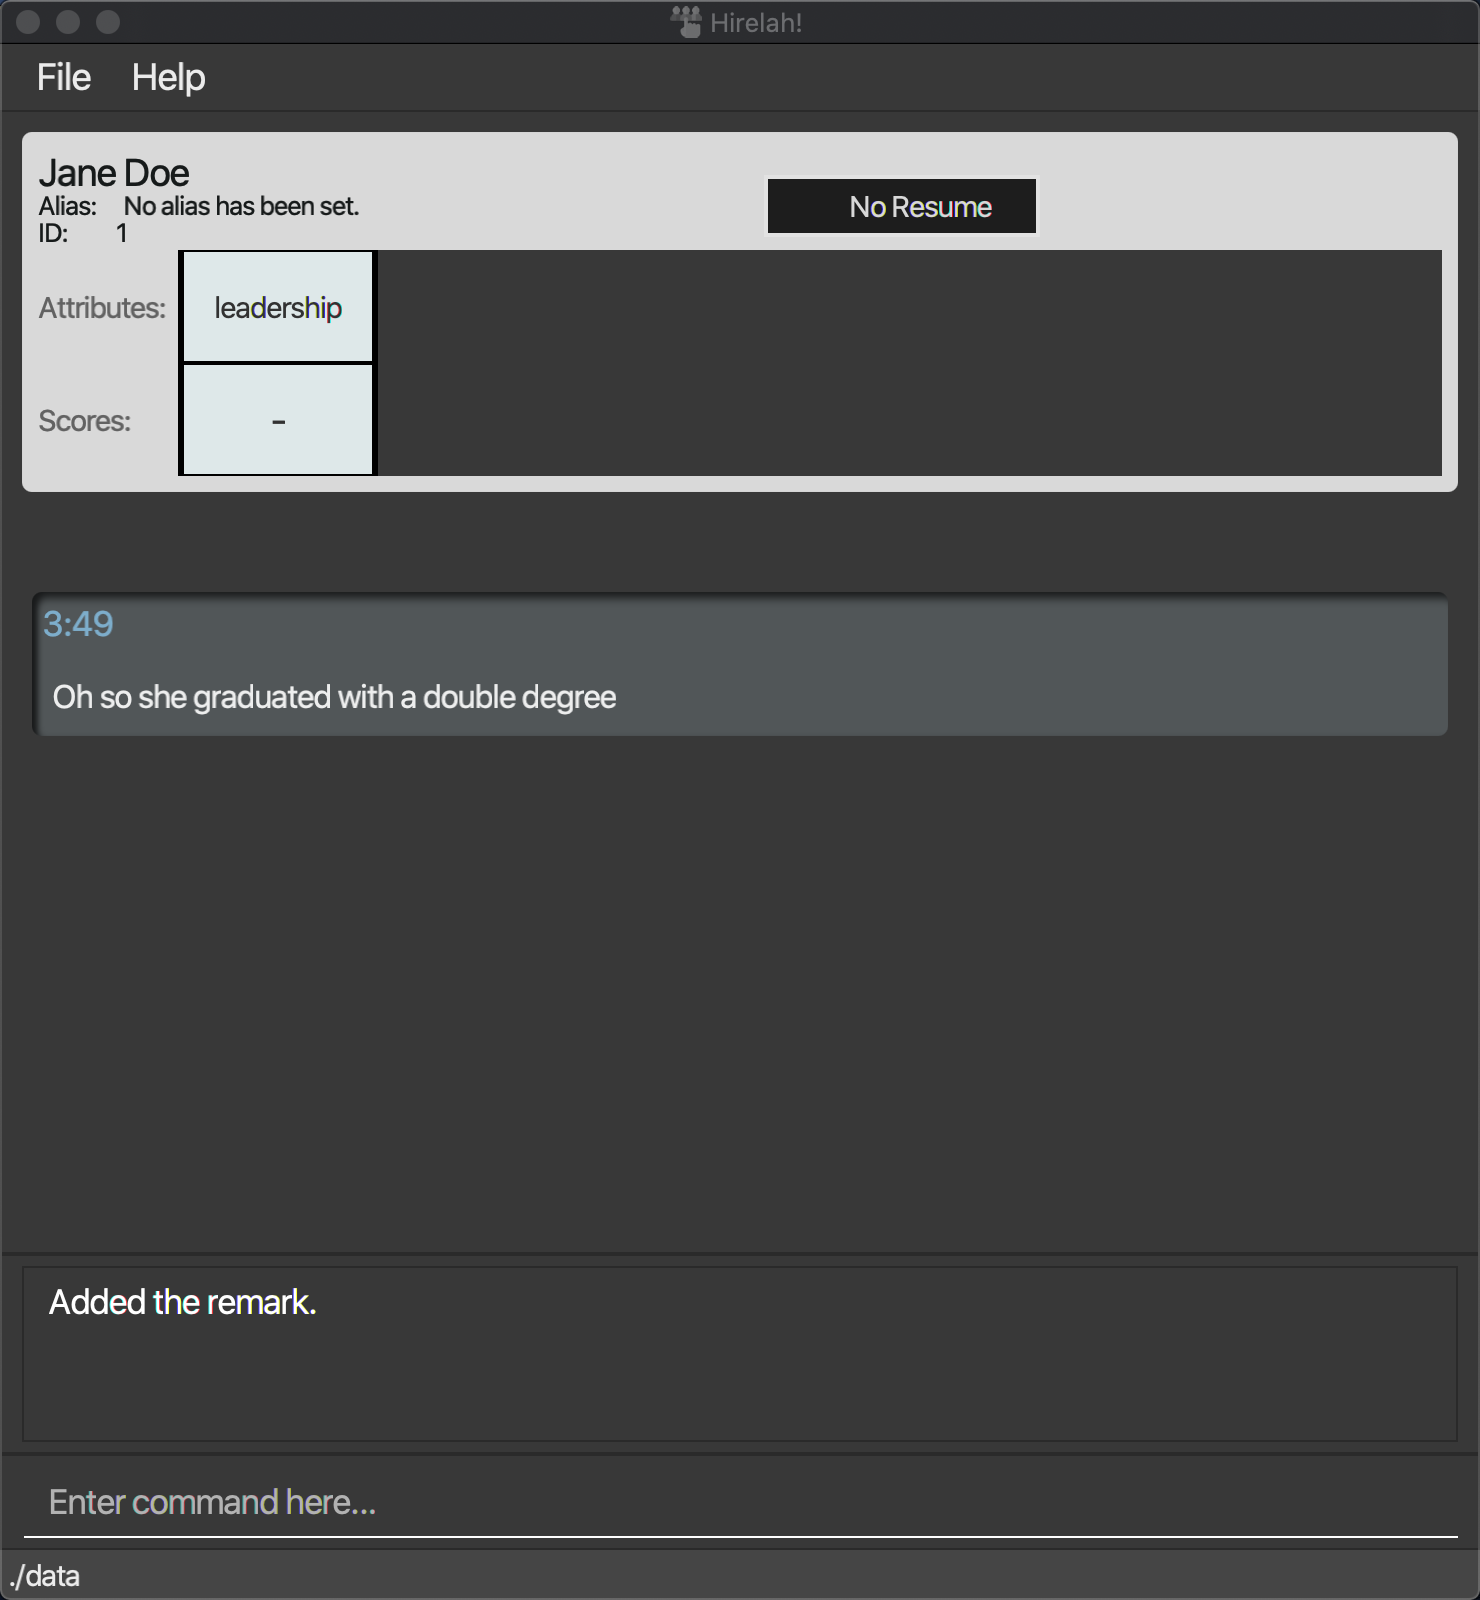 Hirelah!
File Help
Jane Doe
Alias: No alias has been set.
ID: 1
No Resume
Attributes: leadership
Scores: -
3:49
Oh so she graduated with a double degree
Added the remark.
Enter command here...
./data